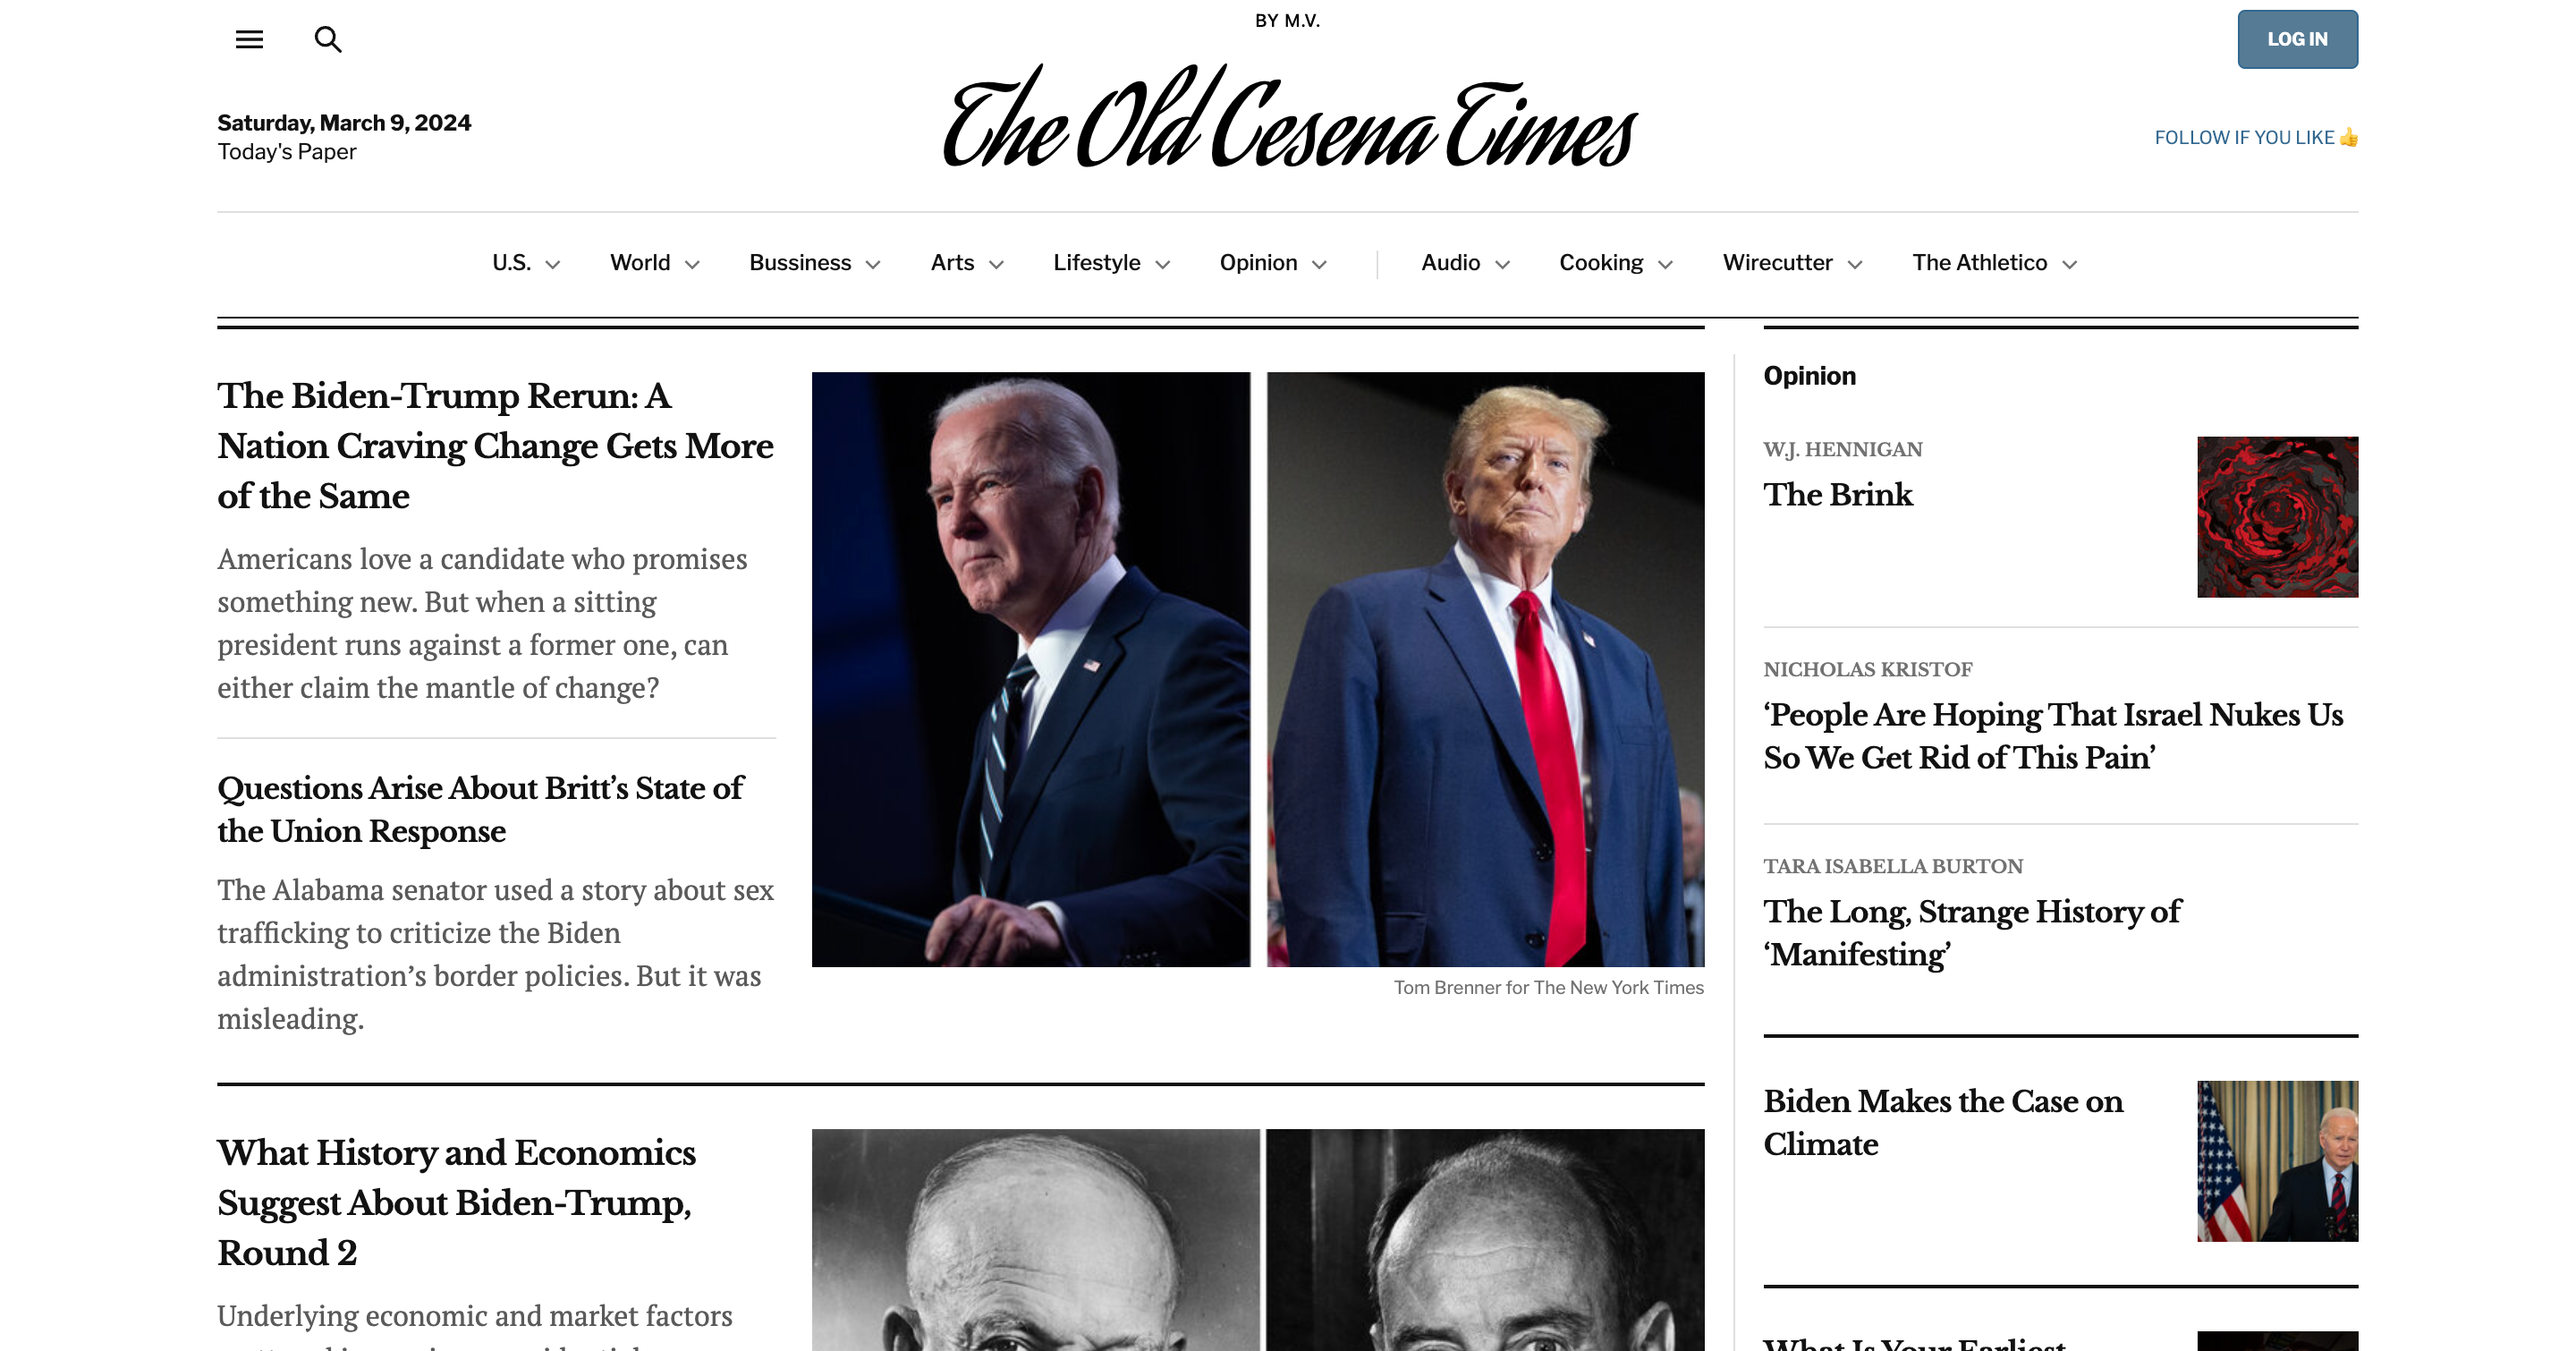 BY M.V.
LOG IN
The Old Cesena Times
Saturday, March 9, 2024
Today's Paper
FOLLOW IF YOU LIKE 👍
U.S. World Bussiness Arts Lifestyle Opinion Audio Cooking Wirecutter The Athletico
The Biden-Trump Rerun: A
Nation Craving Change Gets More
of the Same
Americans love a candidate who promises
something new. But when a sitting
president runs against a former one, can
either claim the mantle of change?
Questions Arise About Britt’s State of
the Union Response
The Alabama senator used a story about sex
trafficking to criticize the Biden
administration’s border policies. But it was
misleading.
Tom Brenner for The New York Times
What History and Economics
Suggest About Biden-Trump,
Round 2
Underlying economic and market factors
Opinion
W.J. HENNIGAN
The Brink
NICHOLAS KRISTOF
‘People Are Hoping That Israel Nukes Us
So We Get Rid of This Pain’
TARA ISABELLA BURTON
The Long, Strange History of
‘Manifesting’
Biden Makes the Case on
Climate
What Is Your Earliest